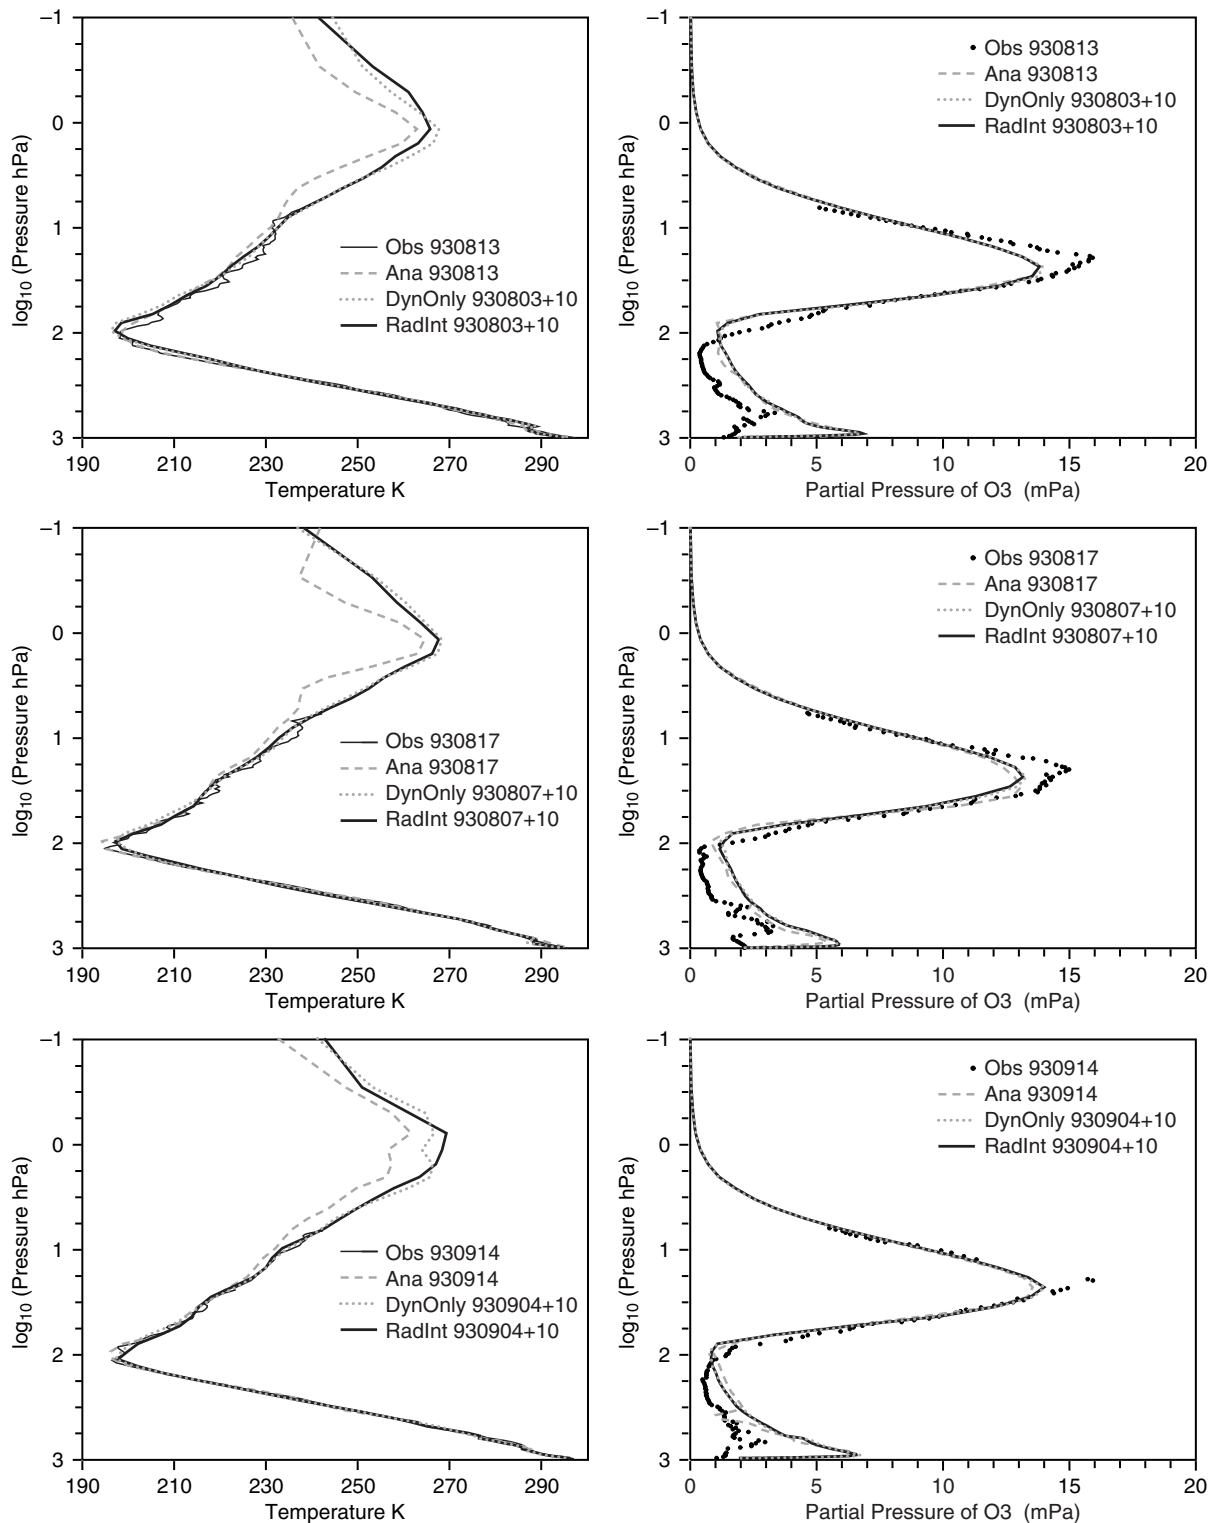 −1
0
1
2
3
log10 (Pressure hPa)
190 210 230 250 270 290
Temperature K
Obs 930813
Ana 930813
DynOnly 930803+10
RadInt 930803+10
−1
0
1
2
3
log10 (Pressure hPa)
0 5 10 15 20
Partial Pressure of O3 (mPa)
Obs 930813
Ana 930813
DynOnly 930803+10
RadInt 930803+10
−1
0
1
2
3
log10 (Pressure hPa)
190 210 230 250 270 290
Temperature K
Obs 930817
Ana 930817
DynOnly 930807+10
RadInt 930807+10
−1
0
1
2
3
log10 (Pressure hPa)
0 5 10 15 20
Partial Pressure of O3 (mPa)
Obs 930817
Ana 930817
DynOnly 930807+10
RadInt 930807+10
−1
0
1
2
3
log10 (Pressure hPa)
190 210 230 250 270 290
Temperature K
Obs 930914
Ana 930914
DynOnly 930904+10
RadInt 930904+10
−1
0
1
2
3
log10 (Pressure hPa)
0 5 10 15 20
Partial Pressure of O3 (mPa)
Obs 930914
Ana 930914
DynOnly 930904+10
RadInt 930904+10